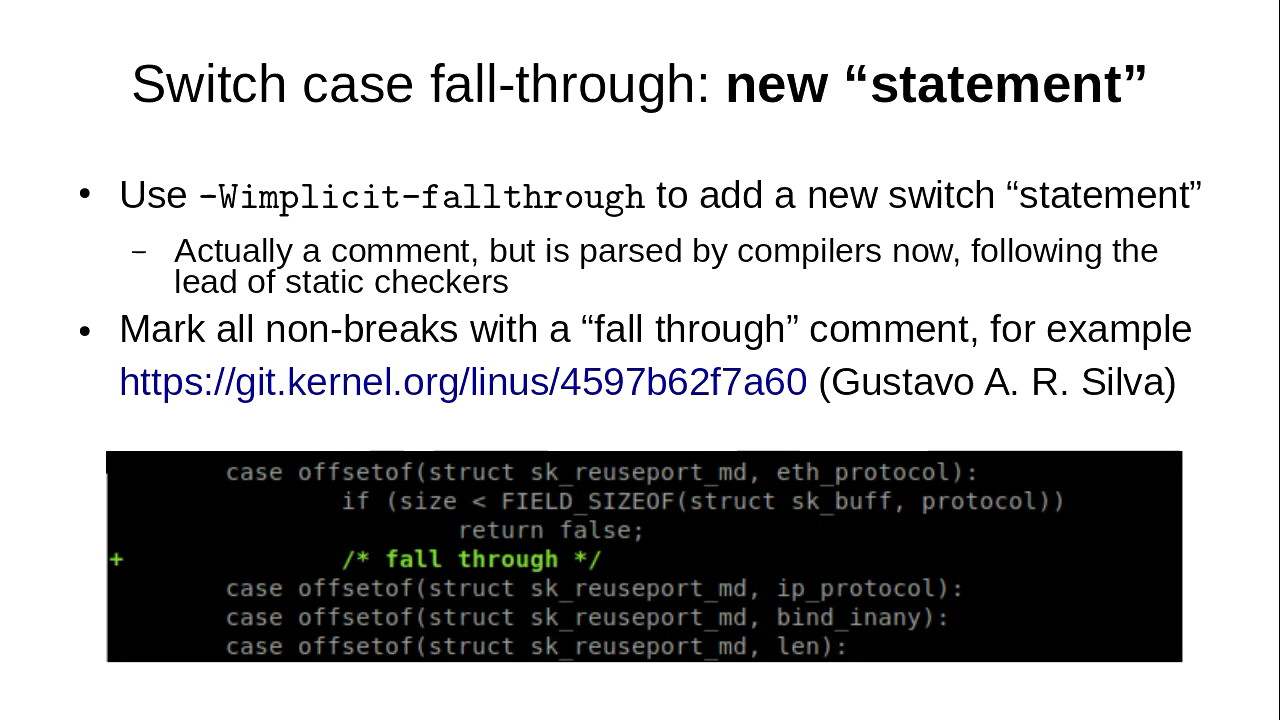 Switch case fall-through: new “statement”
• Use -Wimplicit-fallthrough to add a new switch “statement”
– Actually a comment, but is parsed by compilers now, following the
lead of static checkers
• Mark all non-breaks with a “fall through” comment, for example
https://git.kernel.org/linus/4597b62f7a60 (Gustavo A. R. Silva)
case offsetof(struct sk_reuseport_md, eth_protocol):
if (size < FIELD_SIZEOF(struct sk_buff, protocol))
return false;
+ /* fall through */
case offsetof(struct sk_reuseport_md, ip_protocol):
case offsetof(struct sk_reuseport_md, bind_inany):
case offsetof(struct sk_reuseport_md, len):